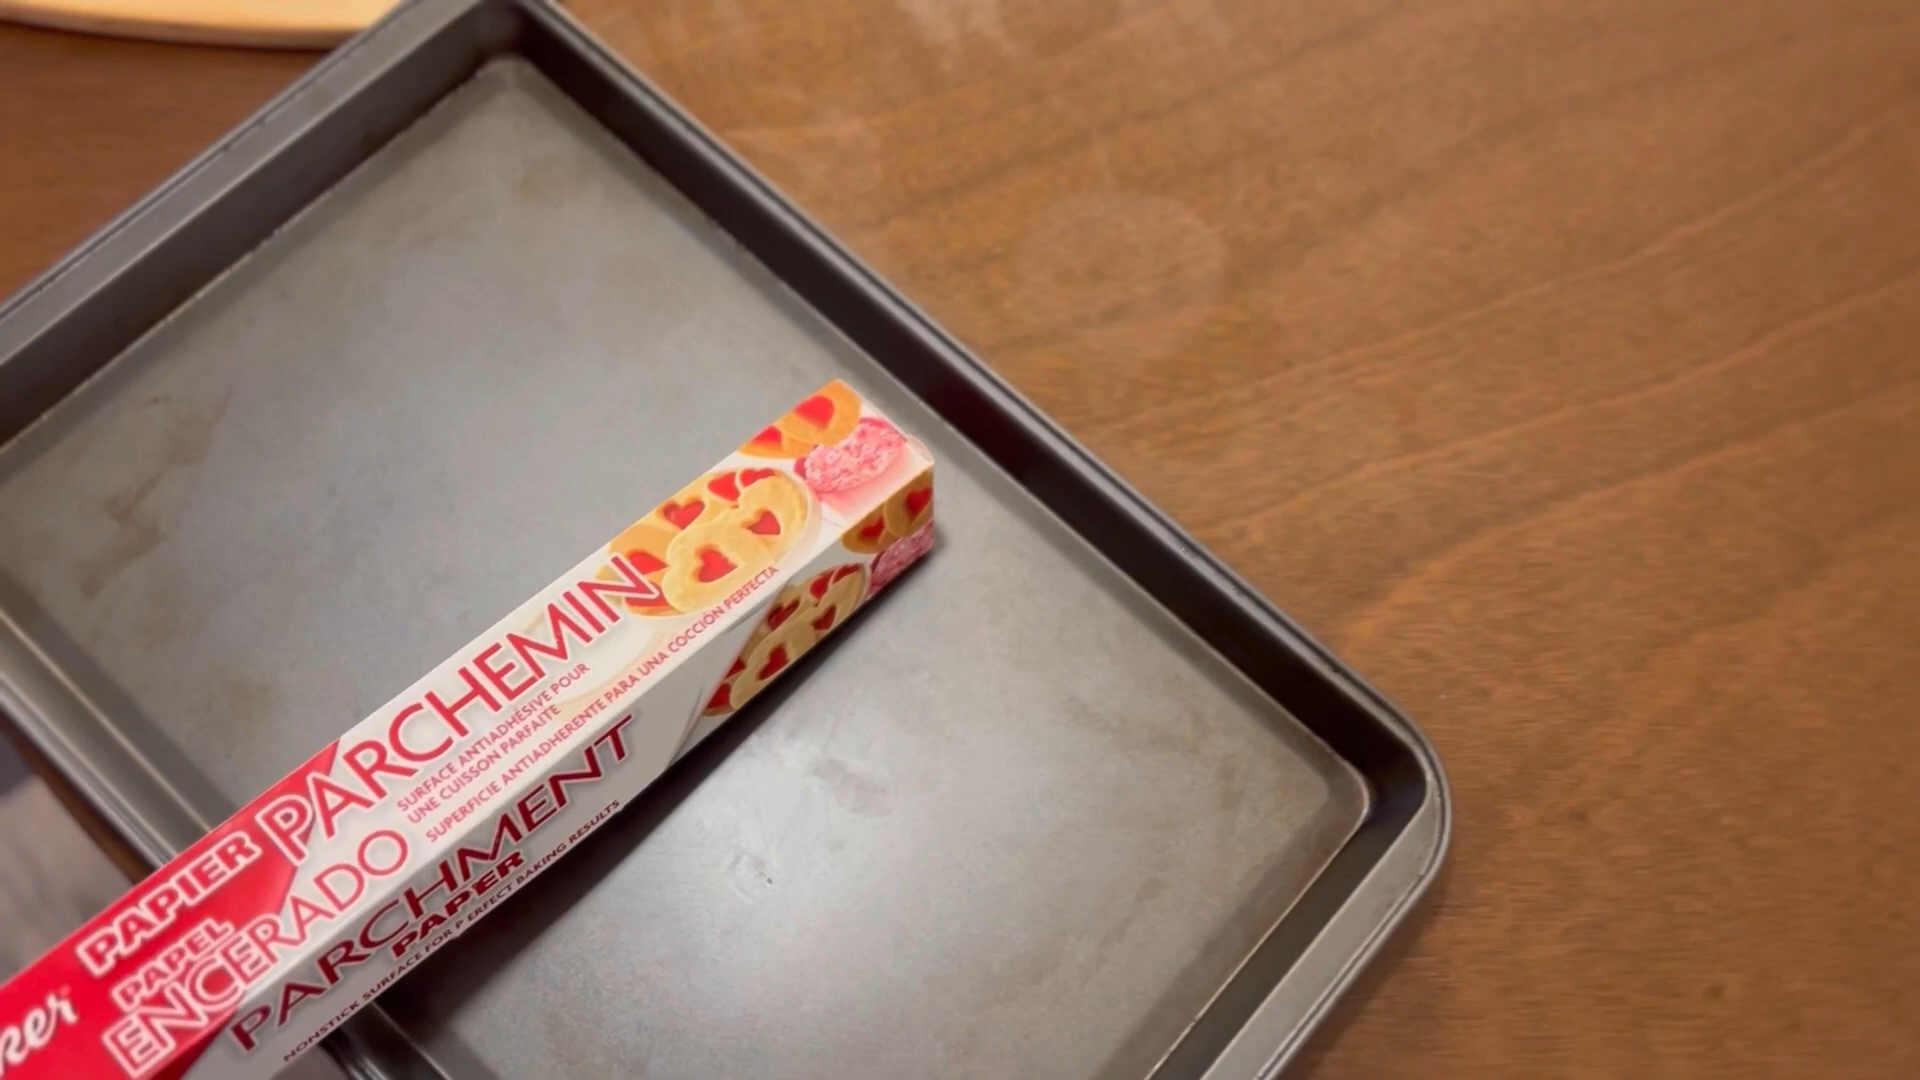 PAPIER PARCHEMIN
SURFACE ANTIADHÉSIVE POUR
UNE CUISSON PARFAITE
PAPEL
ENCERADO
SUPERFICIE ANTIADHERENTE PARA UNA COCCIÓN PERFECTA
PARCHMENT
PAPER
NONSTICK SURFACE FOR PERFECT BAKING RESULTS